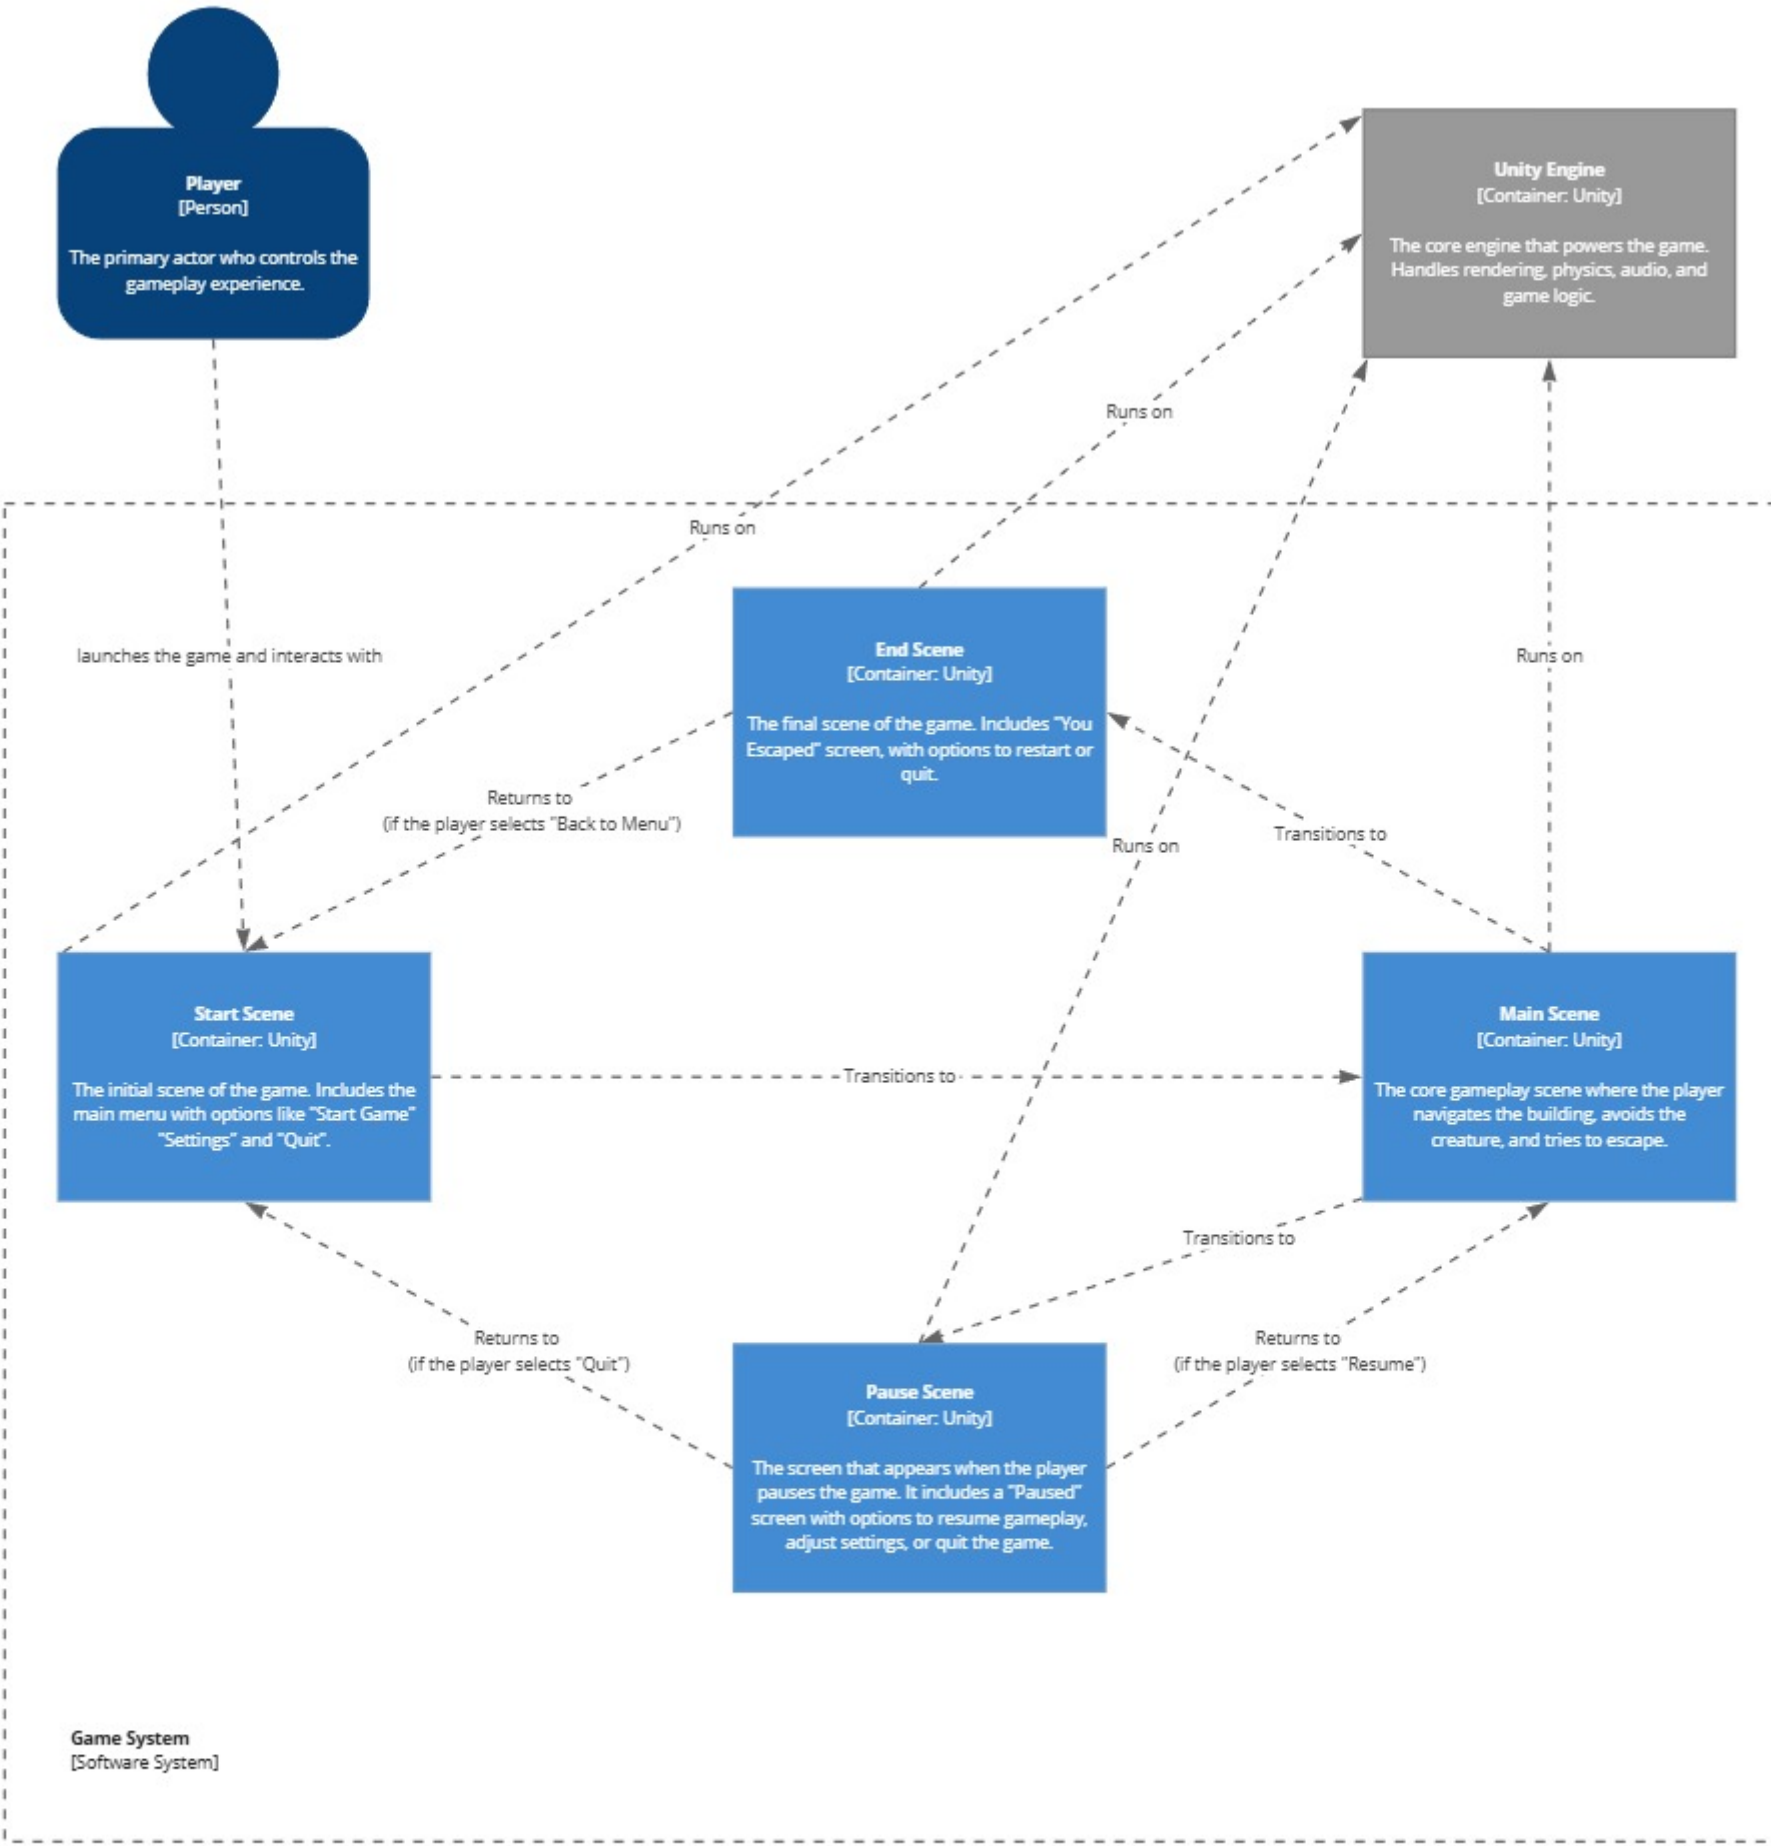 Player
[Person]
The primary actor who controls the
gameplay experience.
Unity Engine
[Container: Unity]
The core engine that powers the game.
Handles rendering, physics, audio, and
game logic.
Runs on
Runs on
launches the game and interacts with
End Scene
[Container: Unity]
The final scene of the game. Includes "You
Escaped" screen, with options to restart or
quit.
Runs on
Returns to
(if the player selects "Back to Menu")
Runs on
Transitions to
Start Scene
[Container: Unity]
The initial scene of the game. Includes the
main menu with options like "Start Game"
"Settings" and "Quit".
Transitions to
Main Scene
[Container: Unity]
The core gameplay scene where the player
navigates the building, avoids the
creature, and tries to escape.
Transitions to
Returns to
(if the player selects "Quit")
Returns to
(if the player selects "Resume")
Pause Scene
[Container: Unity]
The screen that appears when the player
pauses the game. It includes a "Paused"
screen with options to resume gameplay,
adjust settings, or quit the game.
Game System
[Software System]